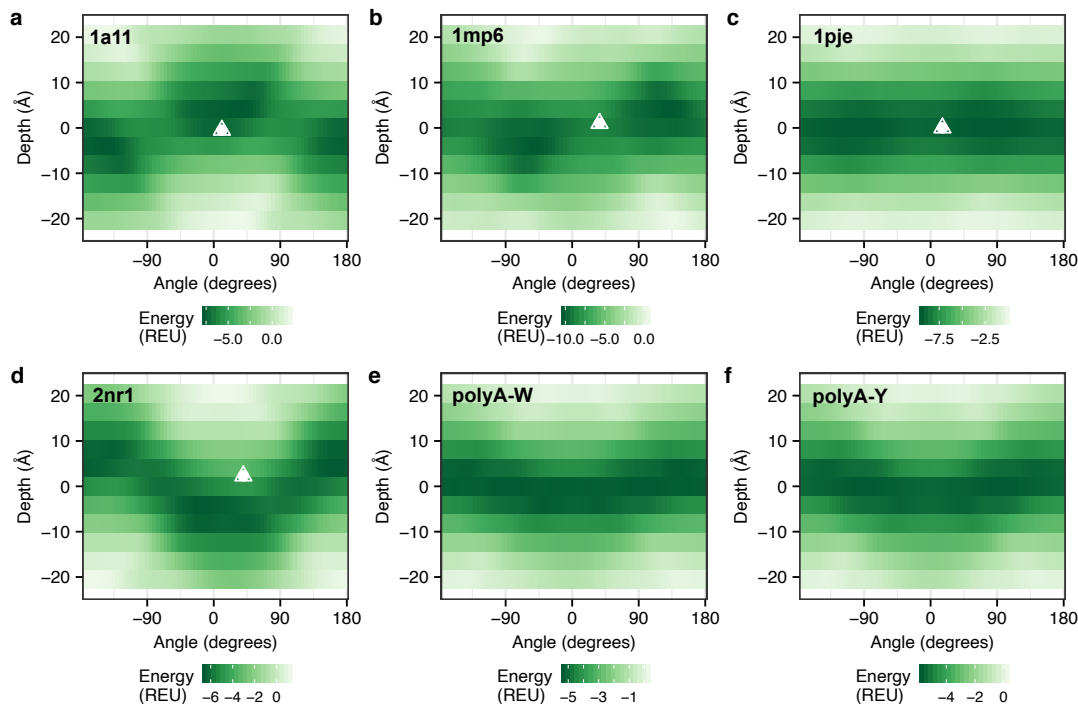 a
1a11
20
10
0
−10
−20
Depth (Å)
−90 0 90 180
Angle (degrees)
Energy
(REU)
−5.0 0.0
b
1mp6
20
10
0
−10
−20
Depth (Å)
−90 0 90 180
Angle (degrees)
Energy
(REU)
−10.0 −5.0 0.0
c
1pje
20
10
0
−10
−20
Depth (Å)
−90 0 90 180
Angle (degrees)
Energy
(REU)
−7.5 −2.5
d
2nr1
20
10
0
−10
−20
Depth (Å)
−90 0 90 180
Angle (degrees)
Energy
(REU)
−6 −4 −2 0
e
polyA-W
20
10
0
−10
−20
Depth (Å)
−90 0 90 180
Angle (degrees)
Energy
(REU)
−5 −3 −1
f
polyA-Y
20
10
0
−10
−20
Depth (Å)
−90 0 90 180
Angle (degrees)
Energy
(REU)
−4 −2 0